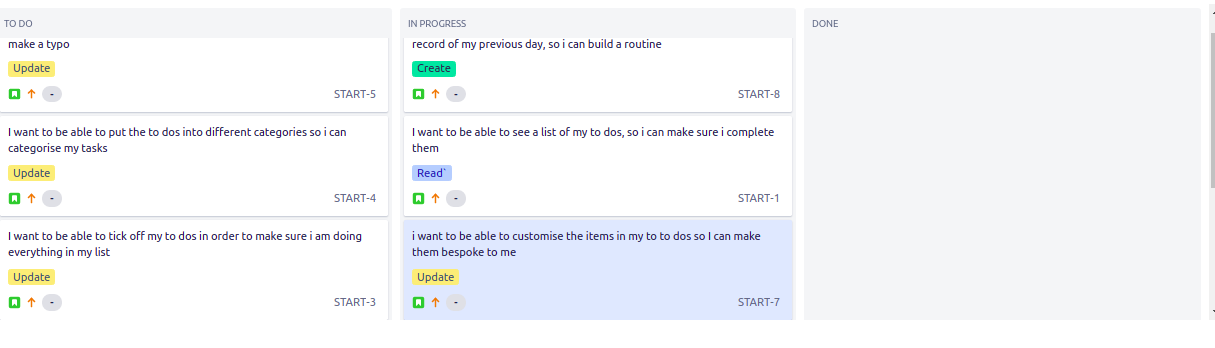 TO DO
make a typo
Update
-
START-5
I want to be able to put the to dos into different categories so i can
categorise my tasks
Update
-
START-4
I want to be able to tick off my to dos in order to make sure i am doing
everything in my list
Update
-
START-3
IN PROGRESS
record of my previous day, so i can build a routine
Create
-
START-8
I want to be able to see a list of my to dos, so i can make sure i complete
them
Read`
-
START-1
i want to be able to customise the items in my to to dos so I can make
them bespoke to me
Update
-
START-7
DONE